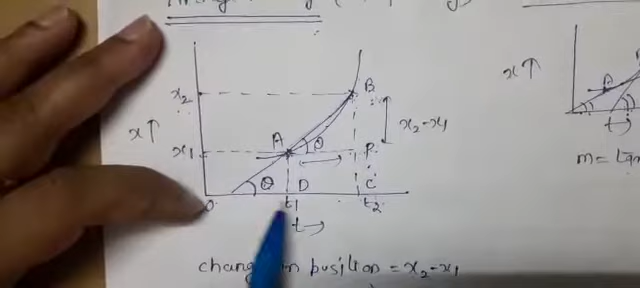 x₂
B
x₂-x₁
x↑
A
θ
x₁
P
θ
D
C
O
t₁
t₂
t→
change in position = x₂-x₁
x↑
A
t→
m = tan